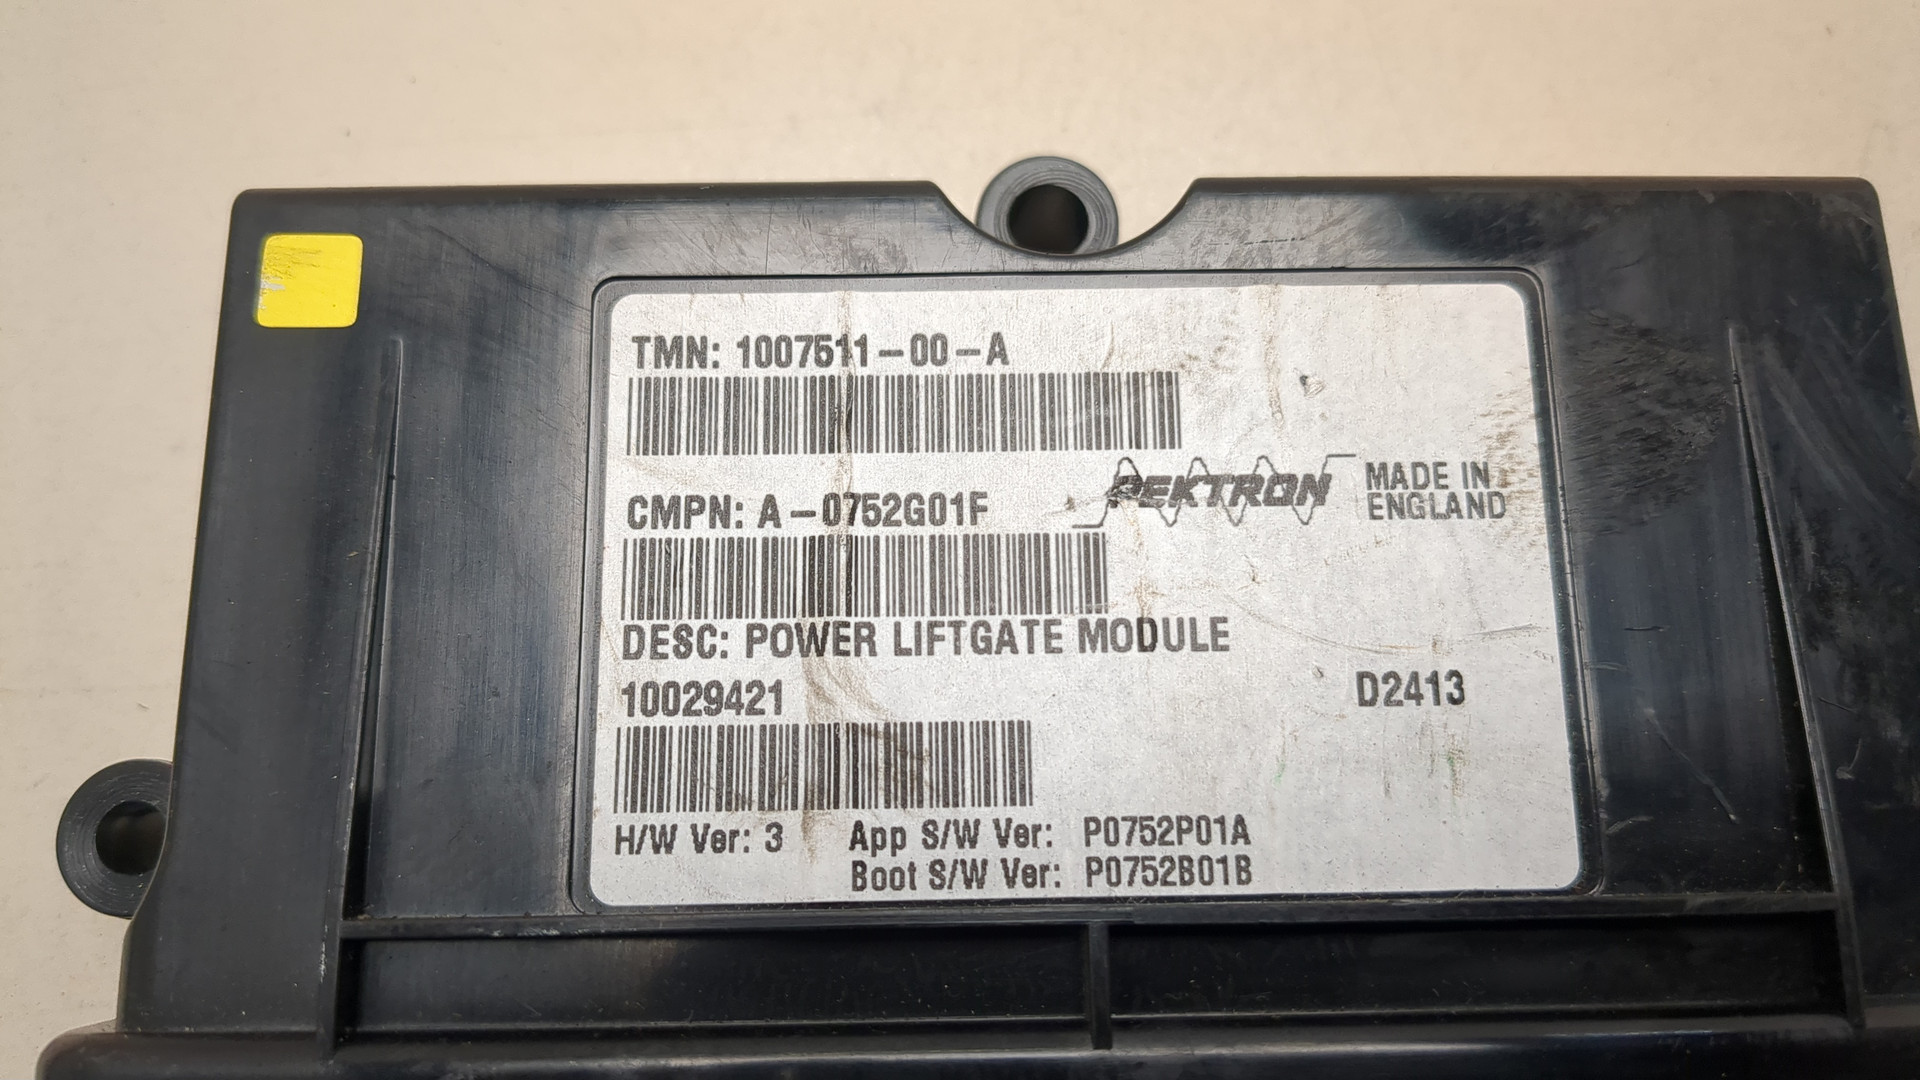 TMN: 1007511-00-A
CMPN: A-0752G01F
PEKTRON
MADE IN
ENGLAND
DESC: POWER LIFTGATE MODULE
10029421
D2413
H/W Ver: 3 App S/W Ver: P0752P01A
Boot S/W Ver: P0752B01B